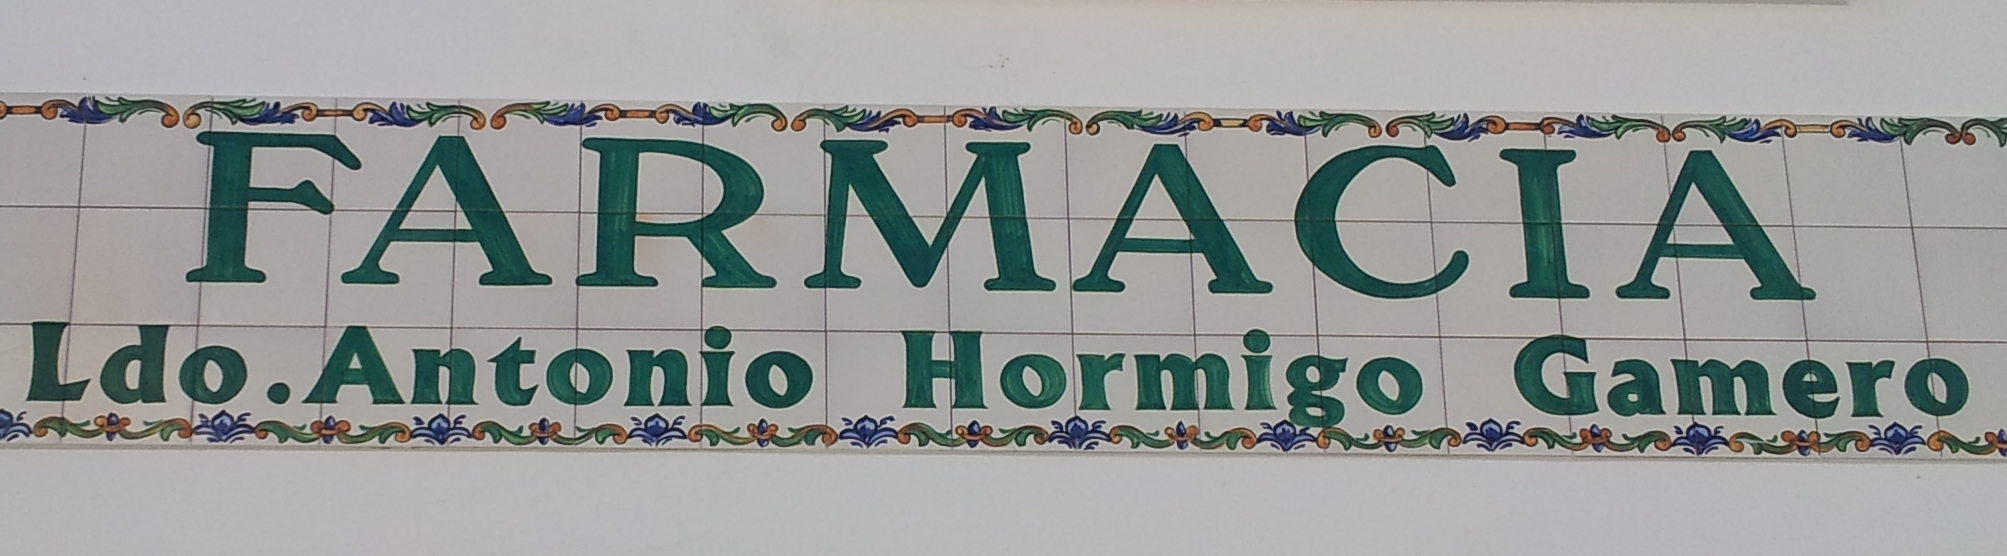 FARMACIA
Ldo. Antonio Hormigo Gamero